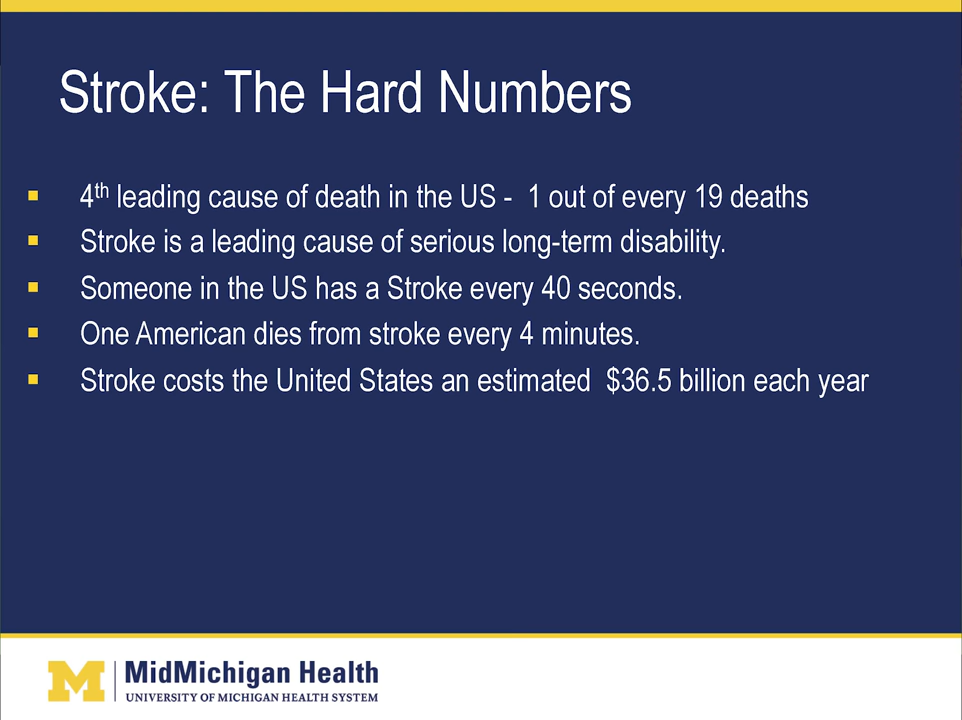 Stroke: The Hard Numbers
▪ 4th leading cause of death in the US - 1 out of every 19 deaths
▪ Stroke is a leading cause of serious long-term disability.
▪ Someone in the US has a Stroke every 40 seconds.
▪ One American dies from stroke every 4 minutes.
▪ Stroke costs the United States an estimated $36.5 billion each year
M
MidMichigan Health
UNIVERSITY OF MICHIGAN HEALTH SYSTEM